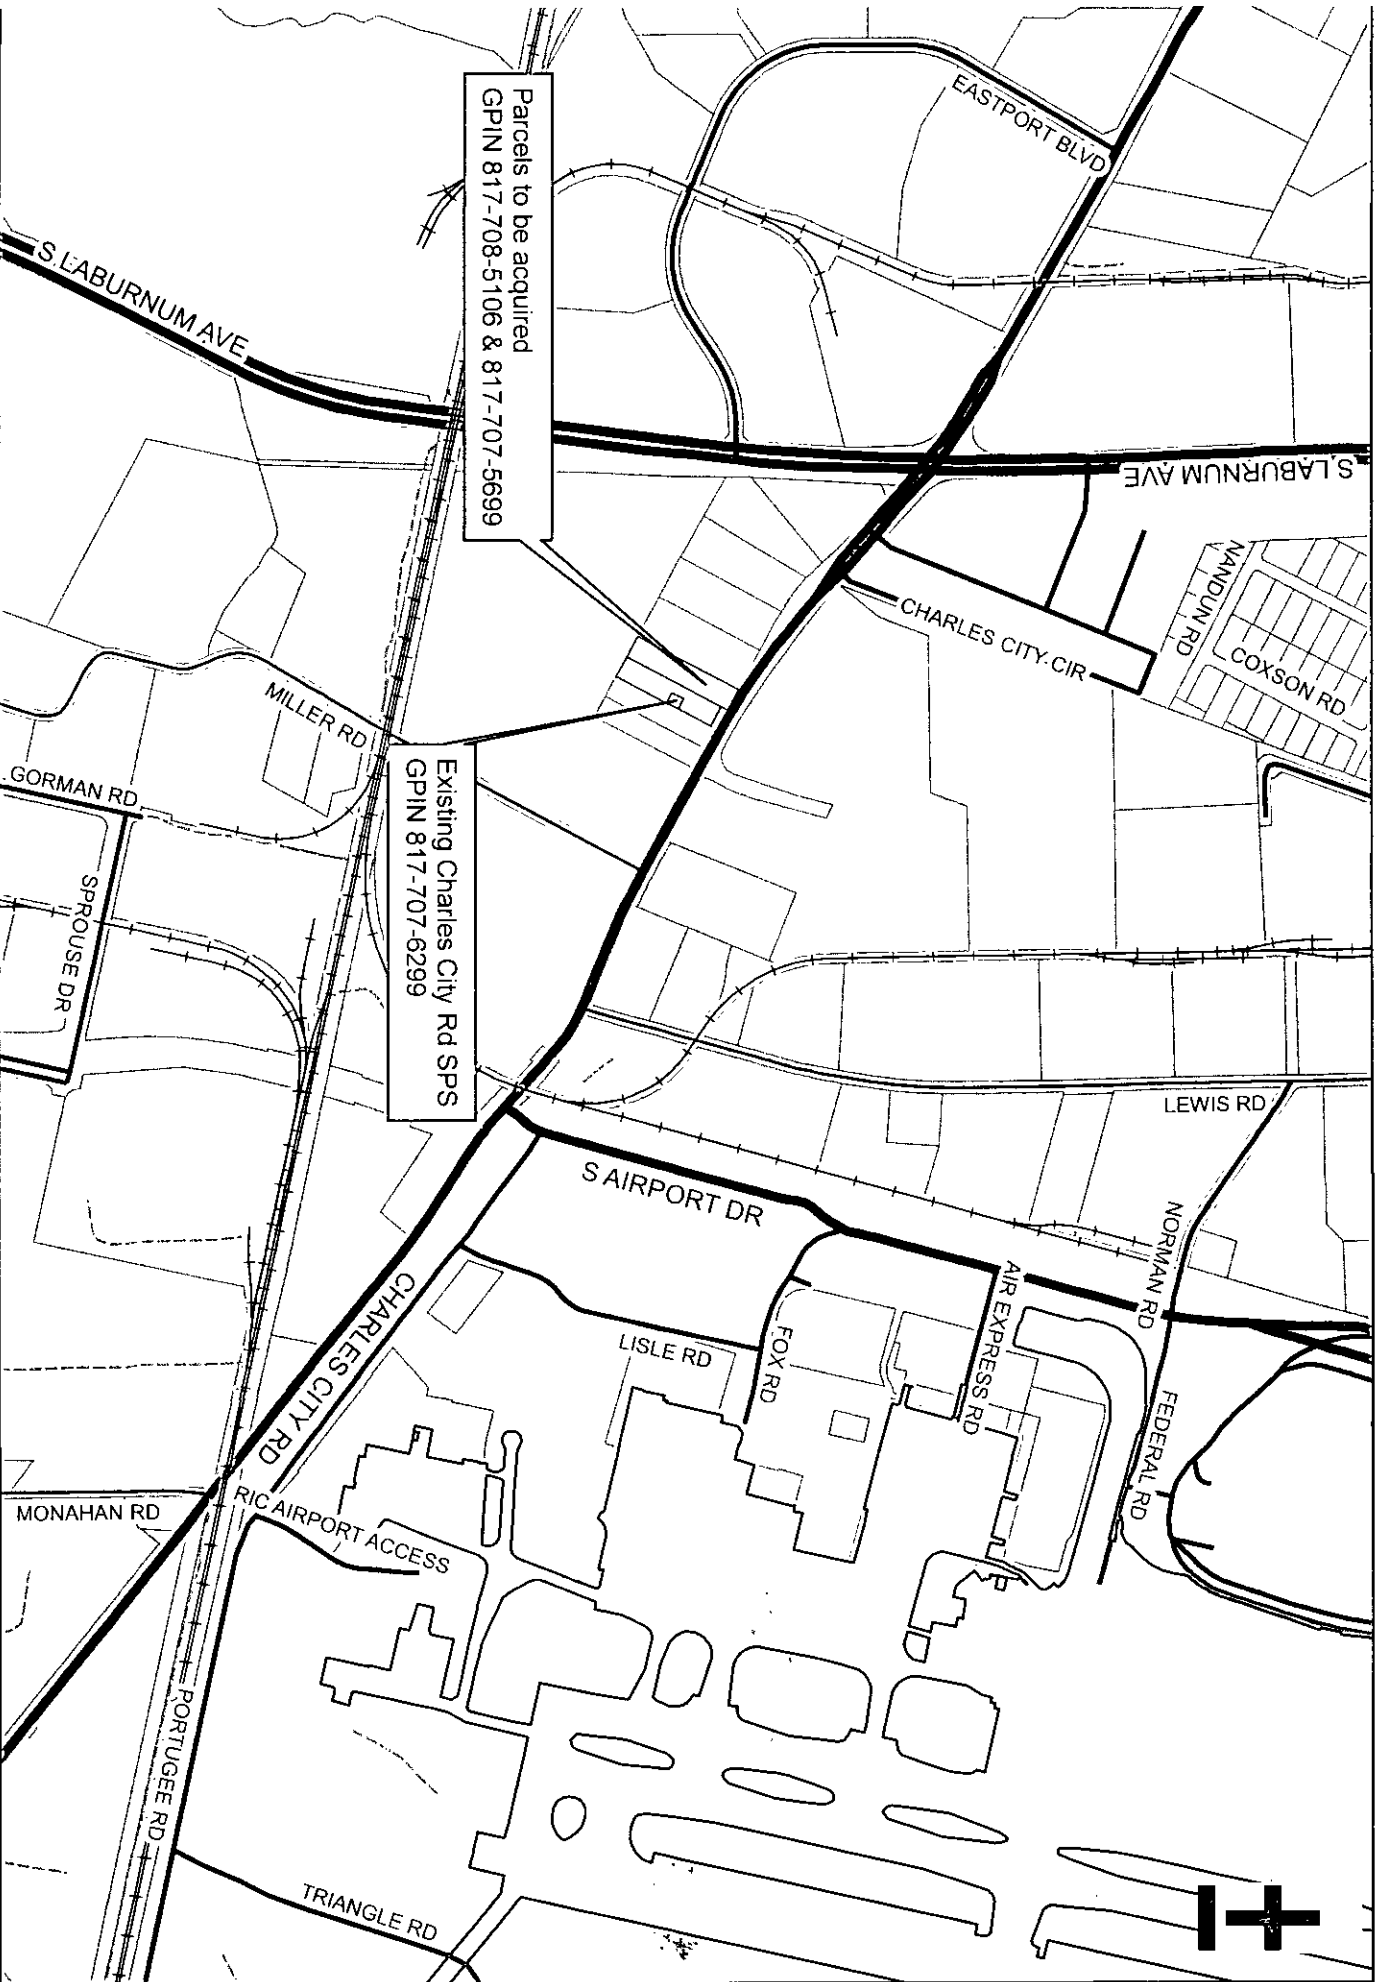 EASTPORT BLVD
Parcels to be acquired
GPIN 817-708-5106 & 817-707-5699
S LABURNUM AVE
S LABURNUM AVE
NANDUN RD
COXSON RD
CHARLES CITY CIR
MILLER RD
GORMAN RD
SPROUSE DR
Existing Charles City Rd SPS
GPIN 817-707-6299
LEWIS RD
S AIRPORT DR
NORMAN RD
AIR EXPRESS RD
FOX RD
LISLE RD
FEDERAL RD
CHARLES CITY RD
RIC AIRPORT ACCESS
MONAHAN RD
PORTUGEE RD
TRIANGLE RD